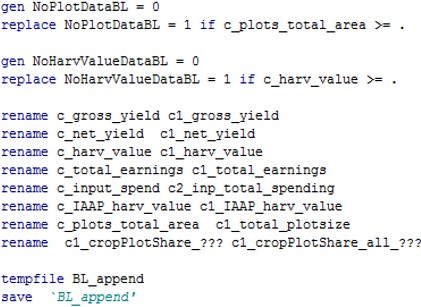 gen NoPlotDataBL = 0
replace NoPlotDataBL = 1 if c_plots_total_area >= .
gen NoHarvValueDataBL = 0
replace NoHarvValueDataBL = 1 if c_harv_value >= .
rename c_gross_yield c1_gross_yield
rename c_net_yield  c1_net_yield
rename c_harv_value c1_harv_value
rename c_total_earnings c1_total_earnings
rename c_input_spend c2_inp_total_spending
rename c_IAAP_harv_value c1_IAAP_harv_value
rename c_plots_total_area  c1_total_plotsize
rename  c1_cropPlotShare_??? c1_cropPlotShare_all_???
tempfile BL_append
save  `BL_append'